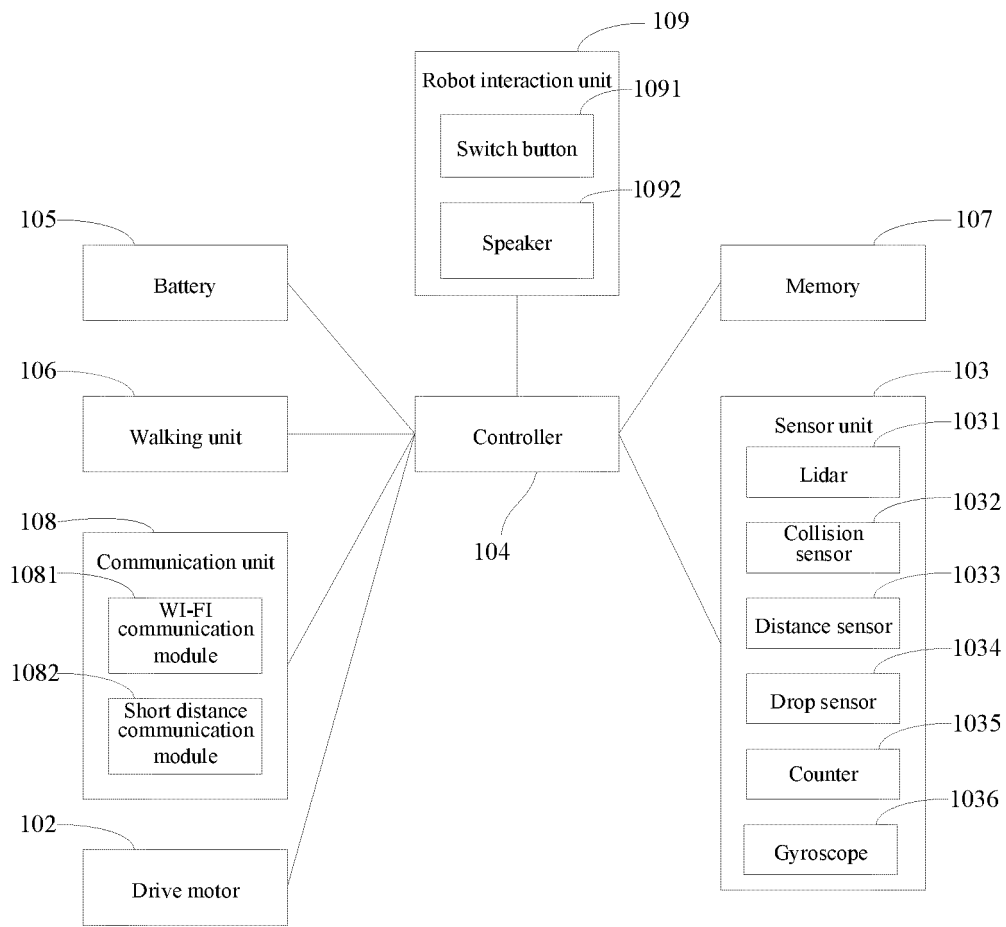 109
Robot interaction unit
1091
Switch button
1092
Speaker
105
Battery
107
Memory
106
Walking unit
Controller
104
103
Sensor unit
1031
Lidar
1032
Collision
sensor
1033
Distance sensor
1034
Drop sensor
1035
Counter
1036
Gyroscope
108
Communication unit
1081
WI-FI
communication
module
1082
Short distance
communication
module
102
Drive motor